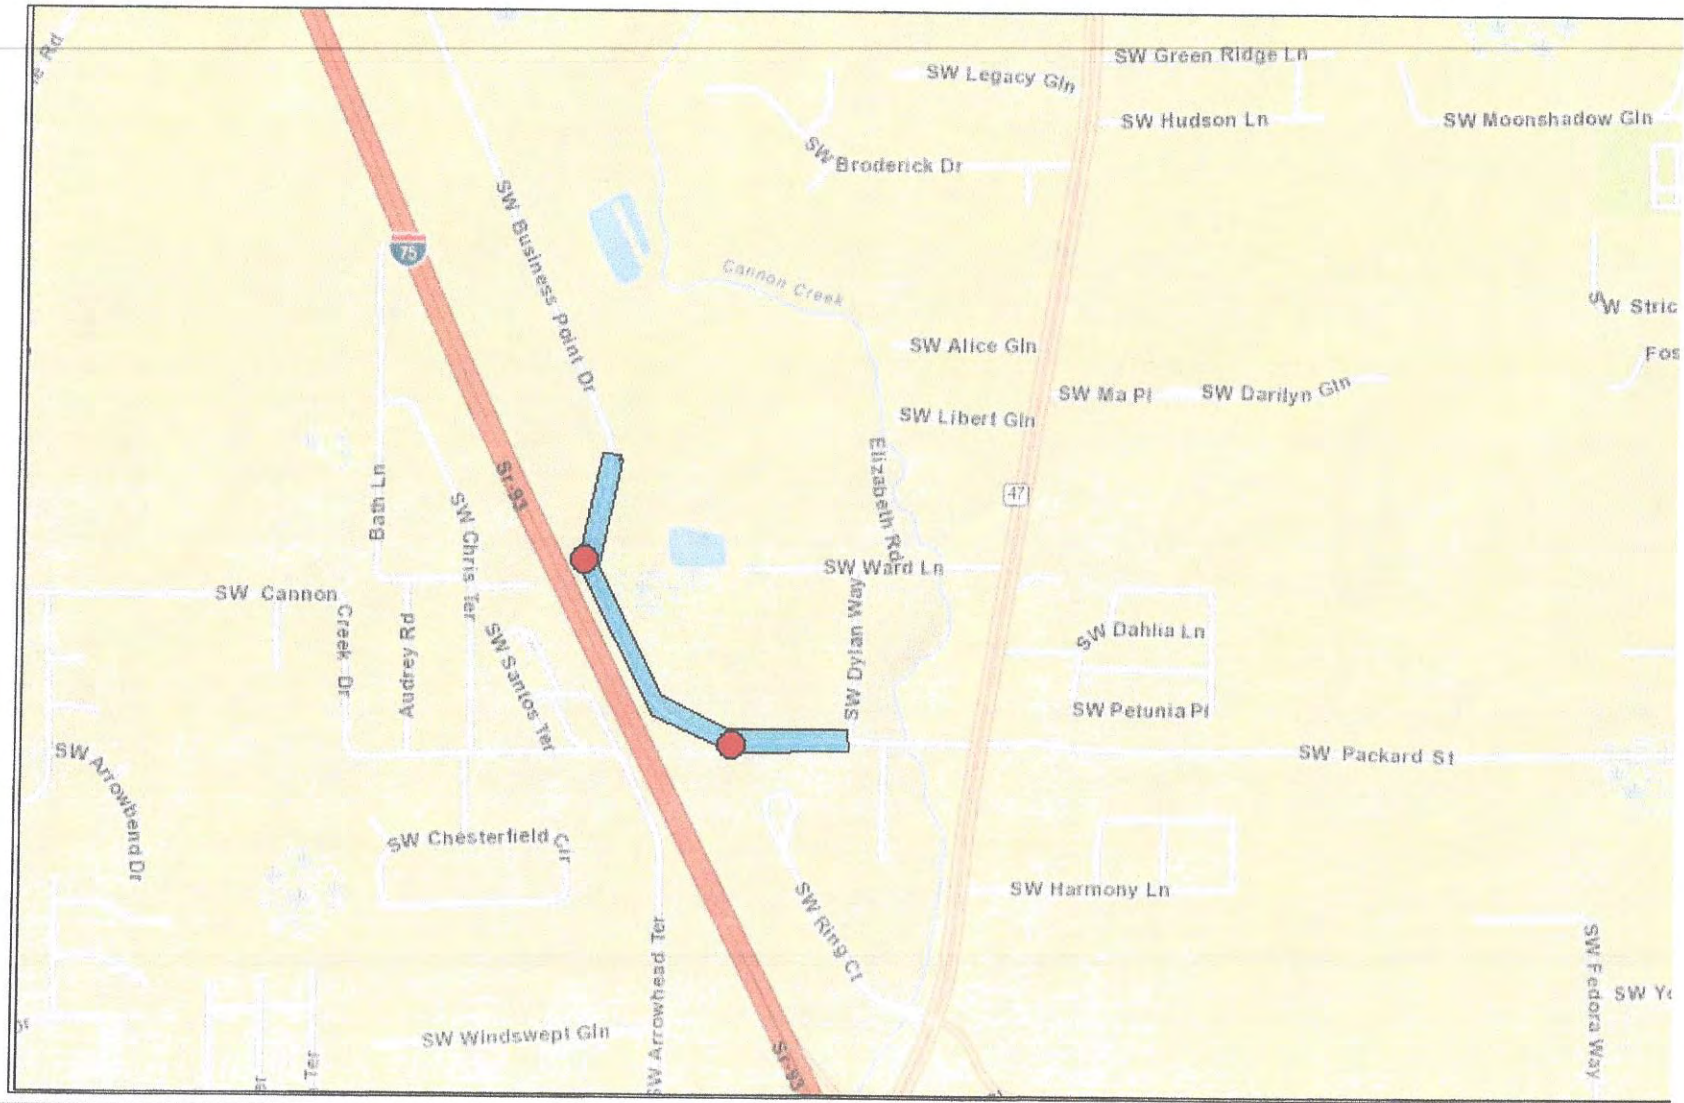 SW Green Ridge Ln
SW Legacy Gln
SW Hudson Ln
SW Moonshadow Gln
SW Broderick Dr
SW Business Point Dr
75
Cannon Creek
SW Stric
SW Alice Gln
Fos
SW Ma Pl
SW Darilyn Gln
SW Libert Gln
Elizabeth Rd
Bath Ln
Sr-93
47
SW Chris Ter
SW Ward Ln
SW Cannon
Creek Dr
Audrey Rd
SW Santos Ter
SW Dylan Way
SW Dahlia Ln
SW Petunia Pl
SW Packard St
SW Arrowbend Dr
SW Chesterfield Cir
SW Ring Ct
SW Harmony Ln
SW Arrowhead Ter
SW Fedora Way
SW Windswept Gln
Sr-93
Ter